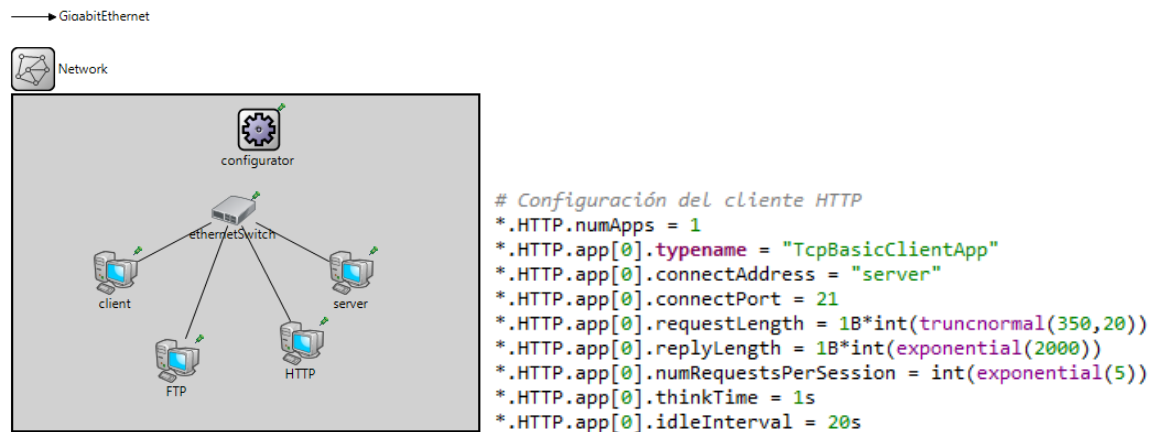 GigabitEthernet
Network
configurator
ethernetSwitch
client
server
FTP
HTTP
# Configuración del cliente HTTP
*.HTTP.numApps = 1
*.HTTP.app[0].typename = "TcpBasicClientApp"
*.HTTP.app[0].connectAddress = "server"
*.HTTP.app[0].connectPort = 21
*.HTTP.app[0].requestLength = 1B*int(truncnormal(350,20))
*.HTTP.app[0].replyLength = 1B*int(exponential(2000))
*.HTTP.app[0].numRequestsPerSession = int(exponential(5))
*.HTTP.app[0].thinkTime = 1s
*.HTTP.app[0].idleInterval = 20s